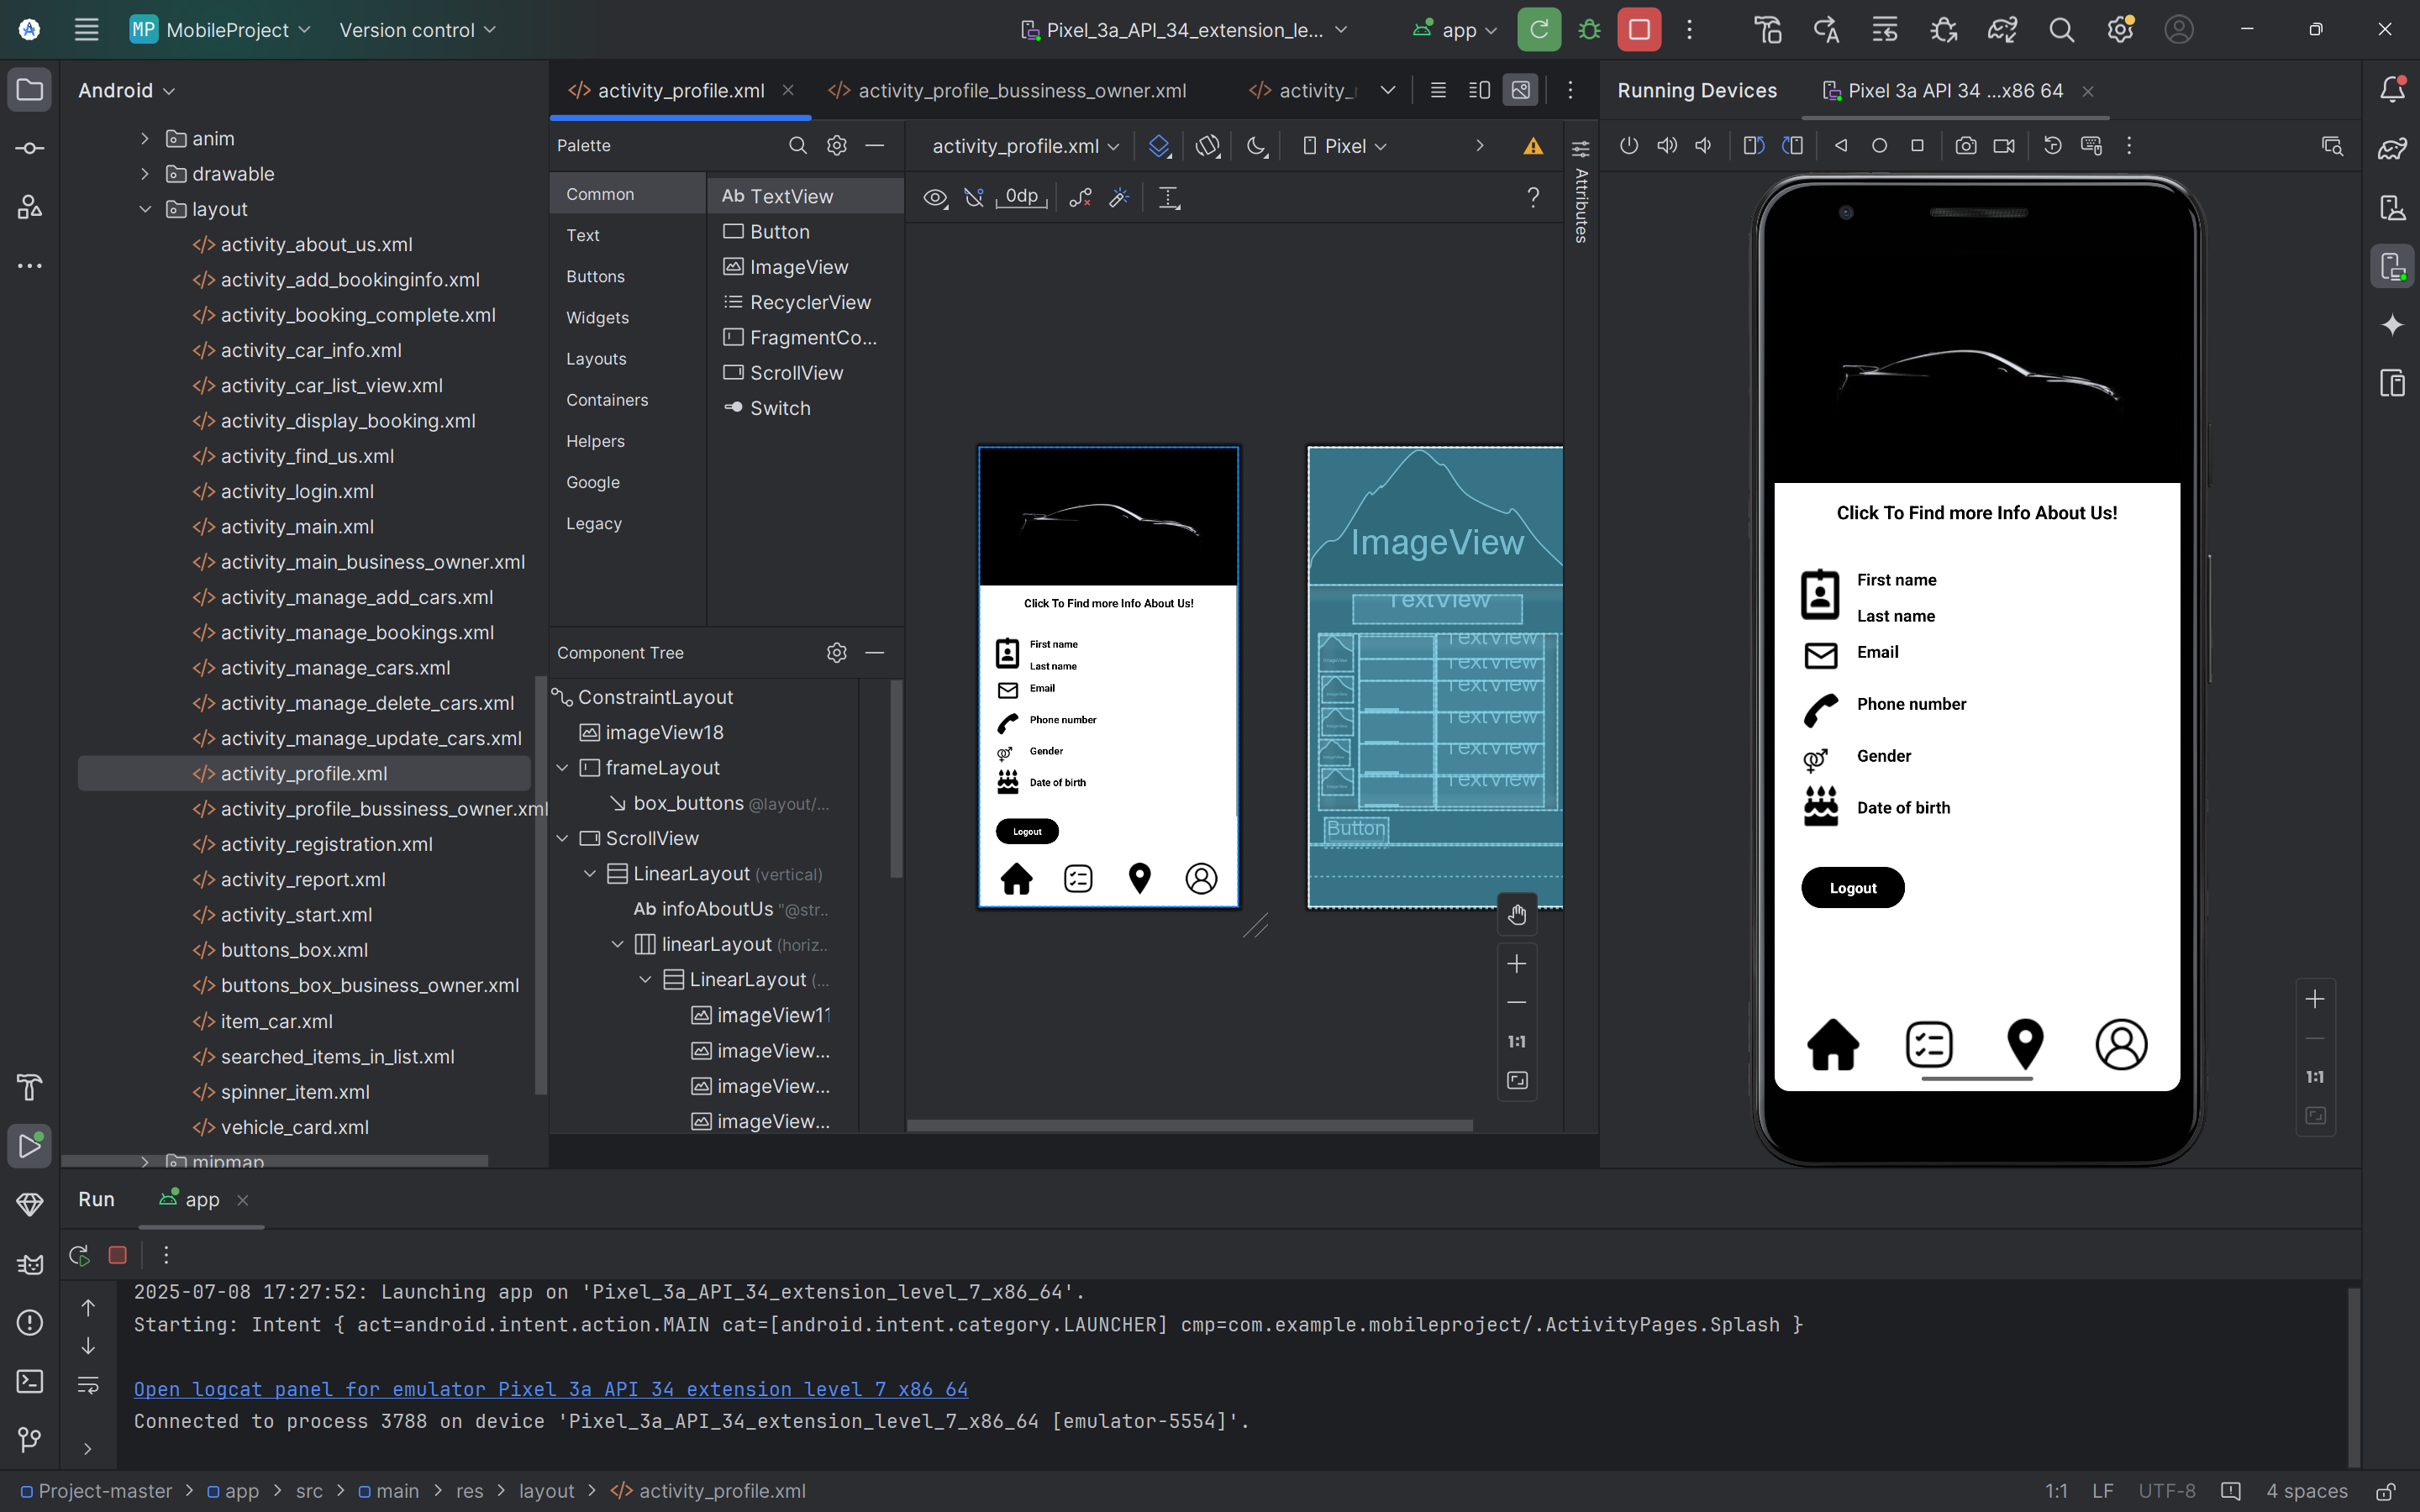 MP MobileProject Version control Pixel_3a_API_34_extension_le... app
Android
activity_profile.xml activity_profile_bussiness_owner.xml activity_
Running Devices Pixel 3a API 34 ...x86 64
anim
drawable
layout
activity_about_us.xml
activity_add_bookinginfo.xml
activity_booking_complete.xml
activity_car_info.xml
activity_car_list_view.xml
activity_display_booking.xml
activity_find_us.xml
activity_login.xml
activity_main.xml
activity_main_business_owner.xml
activity_manage_add_cars.xml
activity_manage_bookings.xml
activity_manage_cars.xml
activity_manage_delete_cars.xml
activity_manage_update_cars.xml
activity_profile.xml
activity_profile_bussiness_owner.xml
activity_registration.xml
activity_report.xml
activity_start.xml
buttons_box.xml
buttons_box_business_owner.xml
item_car.xml
searched_items_in_list.xml
spinner_item.xml
vehicle_card.xml
mipmap
Palette
Common
Text
Buttons
Widgets
Layouts
Containers
Helpers
Google
Legacy
Ab TextView
Button
ImageView
RecyclerView
FragmentCo...
ScrollView
Switch
Component Tree
ConstraintLayout
imageView18
frameLayout
box_buttons @layout/...
ScrollView
LinearLayout (vertical)
Ab infoAboutUs "@str..
linearLayout (horiz...
LinearLayout (...
imageView11
imageView...
imageView...
imageView...
activity_profile.xml Pixel
0dp ?
Attributes
Click To Find more Info About Us!
First name
Last name
Email
Phone number
Gender
Date of birth
Logout
ImageView
TextView
TextView
TextView
TextView
TextView
TextView
TextView
Button
1:1
Click To Find more Info About Us!
First name
Last name
Email
Phone number
Gender
Date of birth
Logout
1:1
Run app
2025-07-08 17:27:52: Launching app on 'Pixel_3a_API_34_extension_level_7_x86_64'.
Starting: Intent { act=android.intent.action.MAIN cat=[android.intent.category.LAUNCHER] cmp=com.example.mobileproject/.ActivityPages.Splash }
Open logcat panel for emulator Pixel 3a API 34 extension level 7 x86 64
Connected to process 3788 on device 'Pixel_3a_API_34_extension_level_7_x86_64 [emulator-5554]'.
Project-master > app > src > main > res > layout > activity_profile.xml
1:1 LF UTF-8 4 spaces